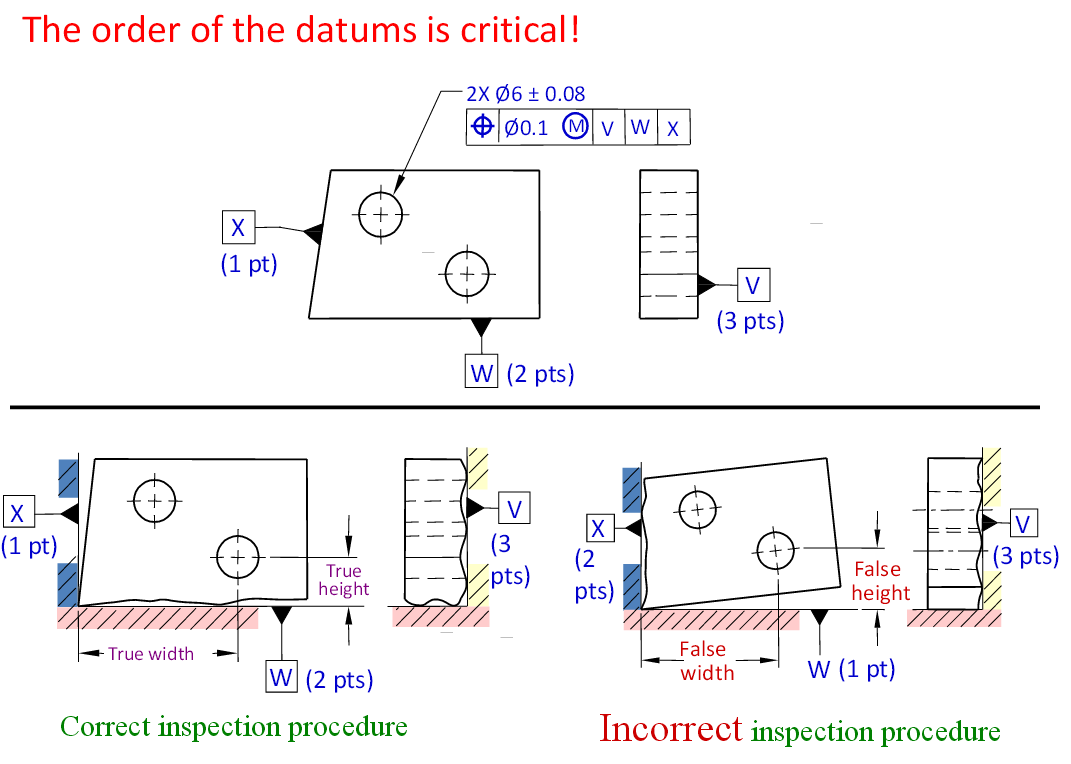 The order of the datums is critical!
2X Ø6 ± 0.08
⌖ Ø0.1 Ⓜ V W X
X
(1 pt)
V
(3 pts)
W (2 pts)
X
(1 pt)
V
(3
pts)
True
height
True width
W (2 pts)
Correct inspection procedure
X
(2
pts)
V
(3 pts)
False
height
False
width
W (1 pt)
Incorrect inspection procedure